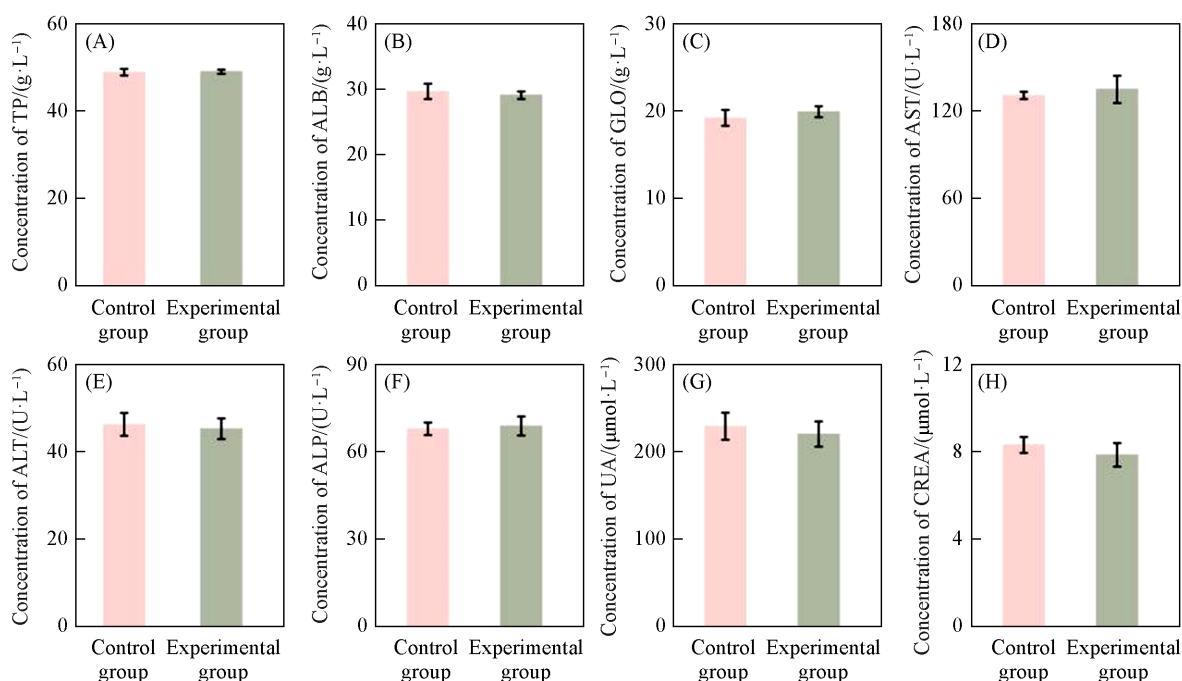 Concentration of TP/(g·L⁻¹)
60
40
20
0
(A)
Control group
Experimental group
Concentration of ALB/(g·L⁻¹)
40
30
20
10
0
(B)
Control group
Experimental group
Concentration of GLO/(g·L⁻¹)
30
20
10
0
(C)
Control group
Experimental group
Concentration of AST/(U·L⁻¹)
180
120
60
0
(D)
Control group
Experimental group
Concentration of ALT/(U·L⁻¹)
60
40
20
0
(E)
Control group
Experimental group
Concentration of ALP/(U·L⁻¹)
90
60
30
0
(F)
Control group
Experimental group
Concentration of UA/(μmol·L⁻¹)
300
200
100
0
(G)
Control group
Experimental group
Concentration of CREA/(μmol·L⁻¹)
12
8
4
0
(H)
Control group
Experimental group